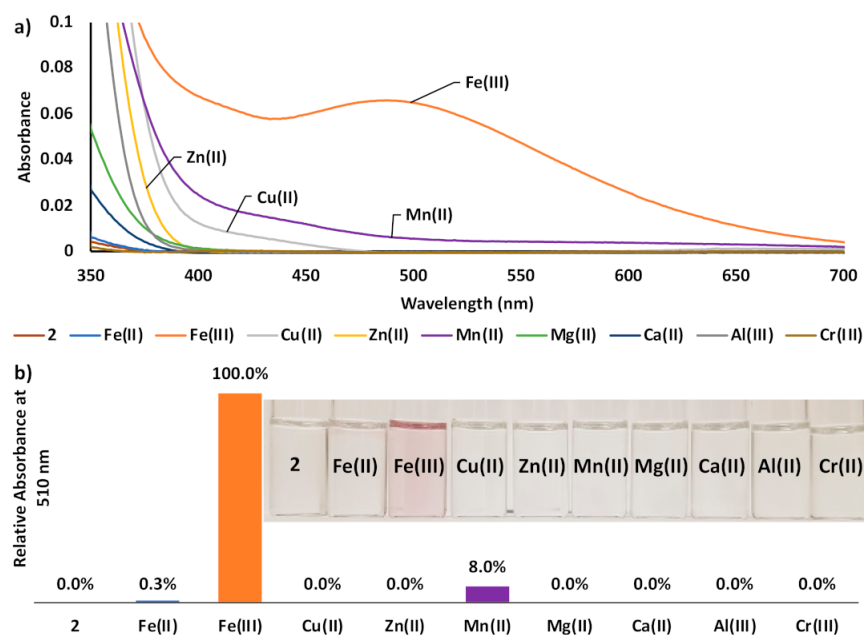 a)
0.1
0.08
0.06
0.04
0.02
0
Absorbance
Fe(III)
Zn(II)
Cu(II)
Mn(II)
350 400 450 500 550 600 650 700
Wavelength (nm)
2 Fe(II) Fe(III) Cu(II) Zn(II) Mn(II) Mg(II) Ca(II) Al(III) Cr(III)
b)
Relative Absorbance at
510 nm
100.0%
2 Fe(II) Fe(III) Cu(II) Zn(II) Mn(II) Mg(II) Ca(II) Al(II) Cr(II)
0.0% 0.3% 0.0% 0.0% 8.0% 0.0% 0.0% 0.0% 0.0%
2 Fe(II) Fe(III) Cu(II) Zn(II) Mn(II) Mg(II) Ca(II) Al(III) Cr(III)